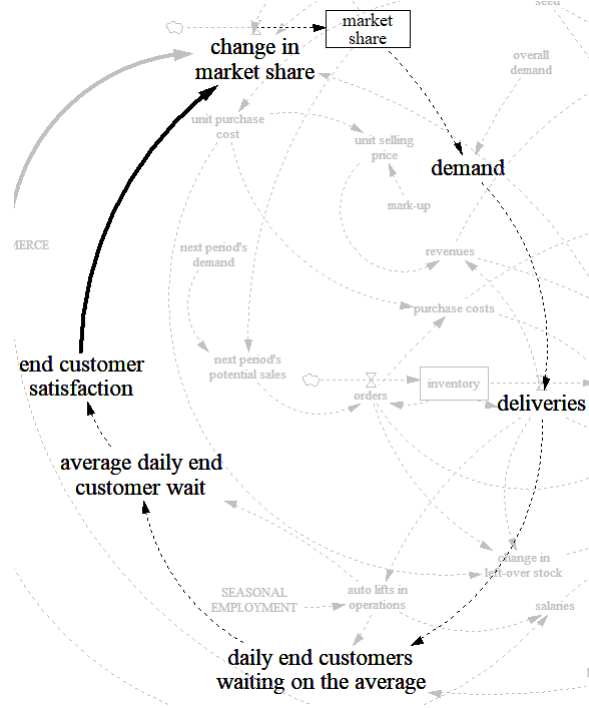 seed
market
share
change in
market share
overall
demand
unit purchase
cost
unit selling
price
demand
mark-up
MERCE
next period's
demand
revenues
purchase costs
end customer
satisfaction
next period's
potential sales
inventory
orders
deliveries
average daily end
customer wait
change in
left-over stock
SEASONAL
EMPLOYMENT
auto lifts in
operations
salaries
daily end customers
waiting on the average